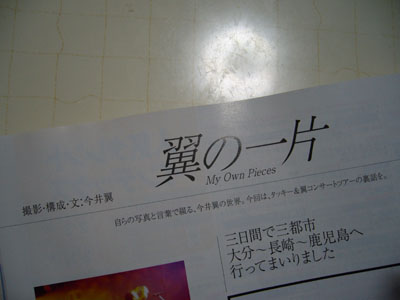 翼の一片
My Own Pieces
撮影・構成・文:今井翼
自らの写真と言葉で綴る、今井翼の世界。今回は、タッキー&翼コンサートツアーの裏話を。
三日間で三都市
大分〜長崎〜鹿児島へ
行ってまいりました